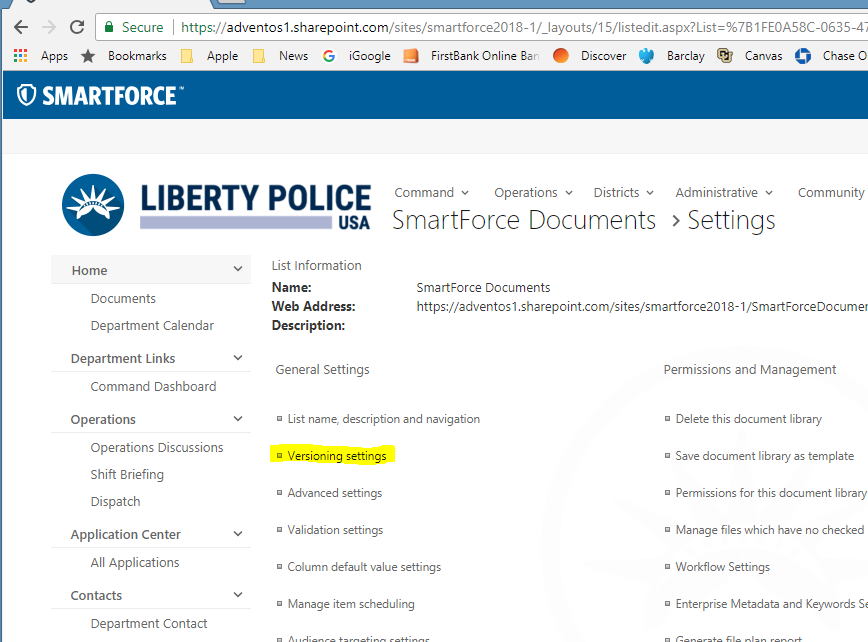 Secure https://adventos1.sharepoint.com/sites/smartforce2018-1/_layouts/15/listedit.aspx?List=%7B1FE0A58C-0635-47
Apps Bookmarks Apple News iGoogle FirstBank Online Ban Discover Barclay Canvas Chase O
SMARTFORCE™
LIBERTY POLICE
USA
Command Operations Districts Administrative Community
SmartForce Documents > Settings
Home
Documents
Department Calendar
Department Links
Command Dashboard
Operations
Operations Discussions
Shift Briefing
Dispatch
Application Center
All Applications
Contacts
Department Contact
List Information
Name: SmartForce Documents
Web Address: https://adventos1.sharepoint.com/sites/smartforce2018-1/SmartForceDocumen
Description:
General Settings
List name, description and navigation
Versioning settings
Advanced settings
Validation settings
Column default value settings
Manage item scheduling
Audience targeting settings
Permissions and Management
Delete this document library
Save document library as template
Permissions for this document library
Manage files which have no checked
Workflow Settings
Enterprise Metadata and Keywords Se
Generate file plan report